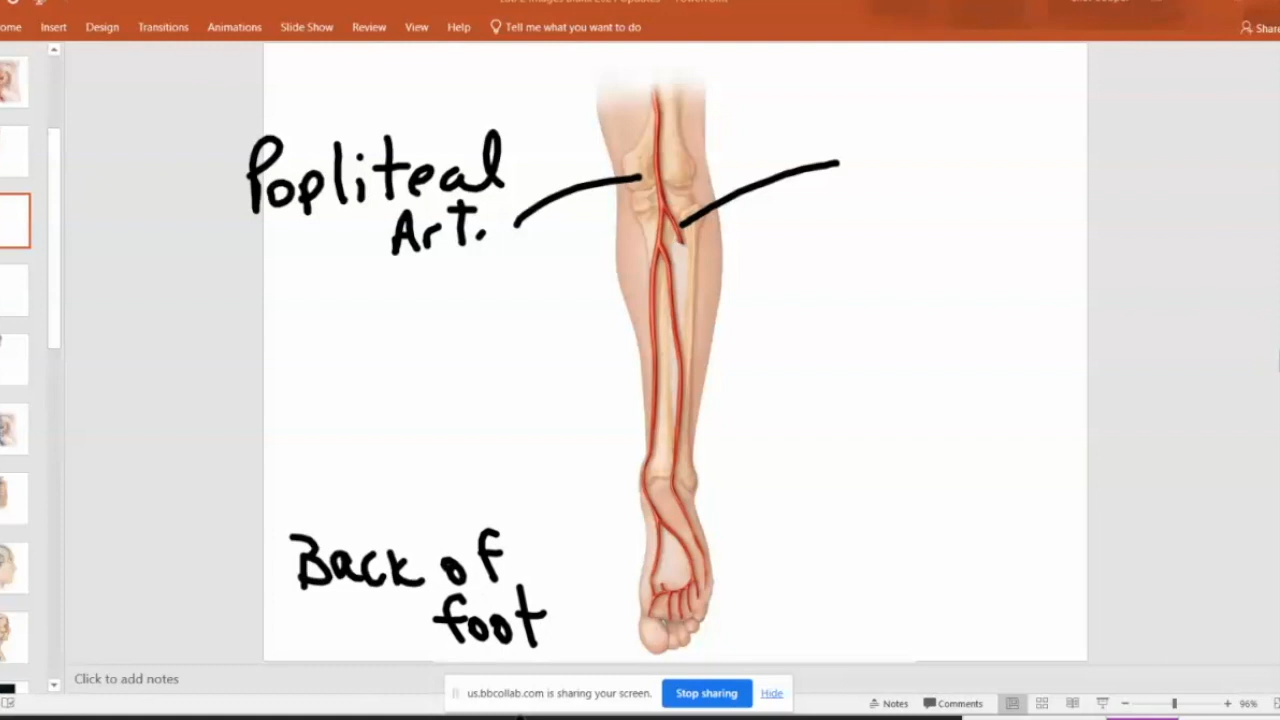 ome Insert Design Transitions Animations Slide Show Review View Help Tell me what you want to do Share
Popliteal
Art.
Back of
foot
Click to add notes
us.bbcollab.com is sharing your screen. Stop sharing Hide
Notes Comments 96%